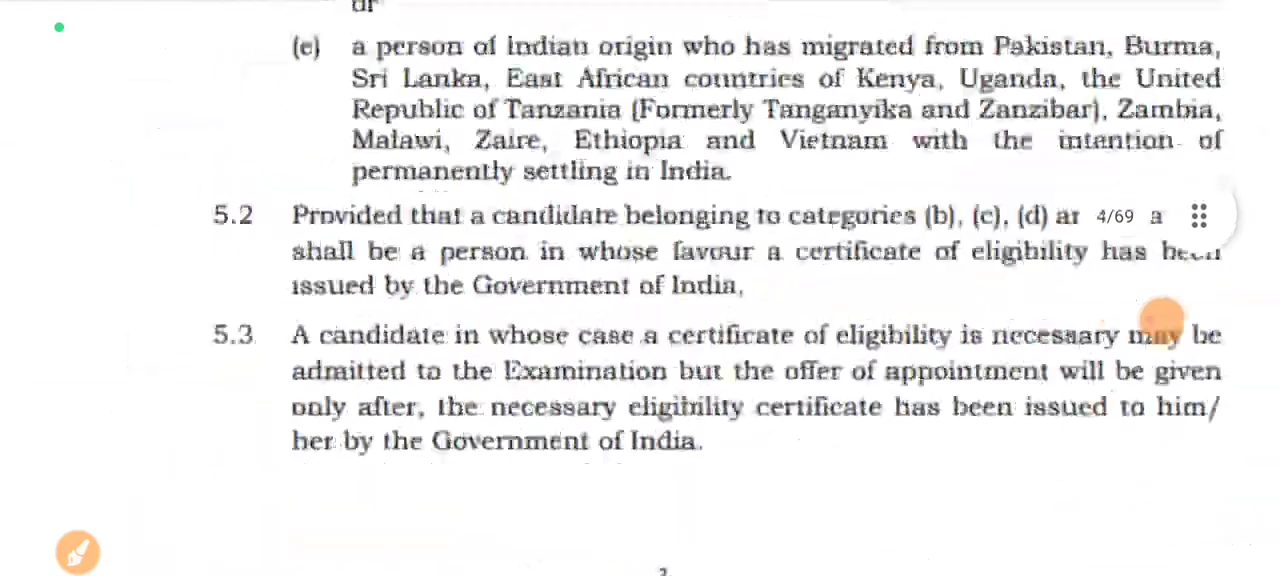 or
(e) a person of Indian origin who has migrated from Pakistan, Burma,
Sri Lanka, East African countries of Kenya, Uganda, the United
Republic of Tanzania (Formerly Tanganyika and Zanzibar), Zambia,
Malawi, Zaire, Ethiopia and Vietnam with the intention of
permanently settling in India.
5.2 Provided that a candidate belonging to categories (b), (c), (d) 4/69
shall be a person in whose favour a certificate of eligibility has been
issued by the Government of India.
5.3 A candidate in whose case a certificate of eligibility is necessary may be
admitted to the Examination but the offer of appointment will be given
only after, the necessary eligibility certificate has been issued to him/
her by the Government of India.